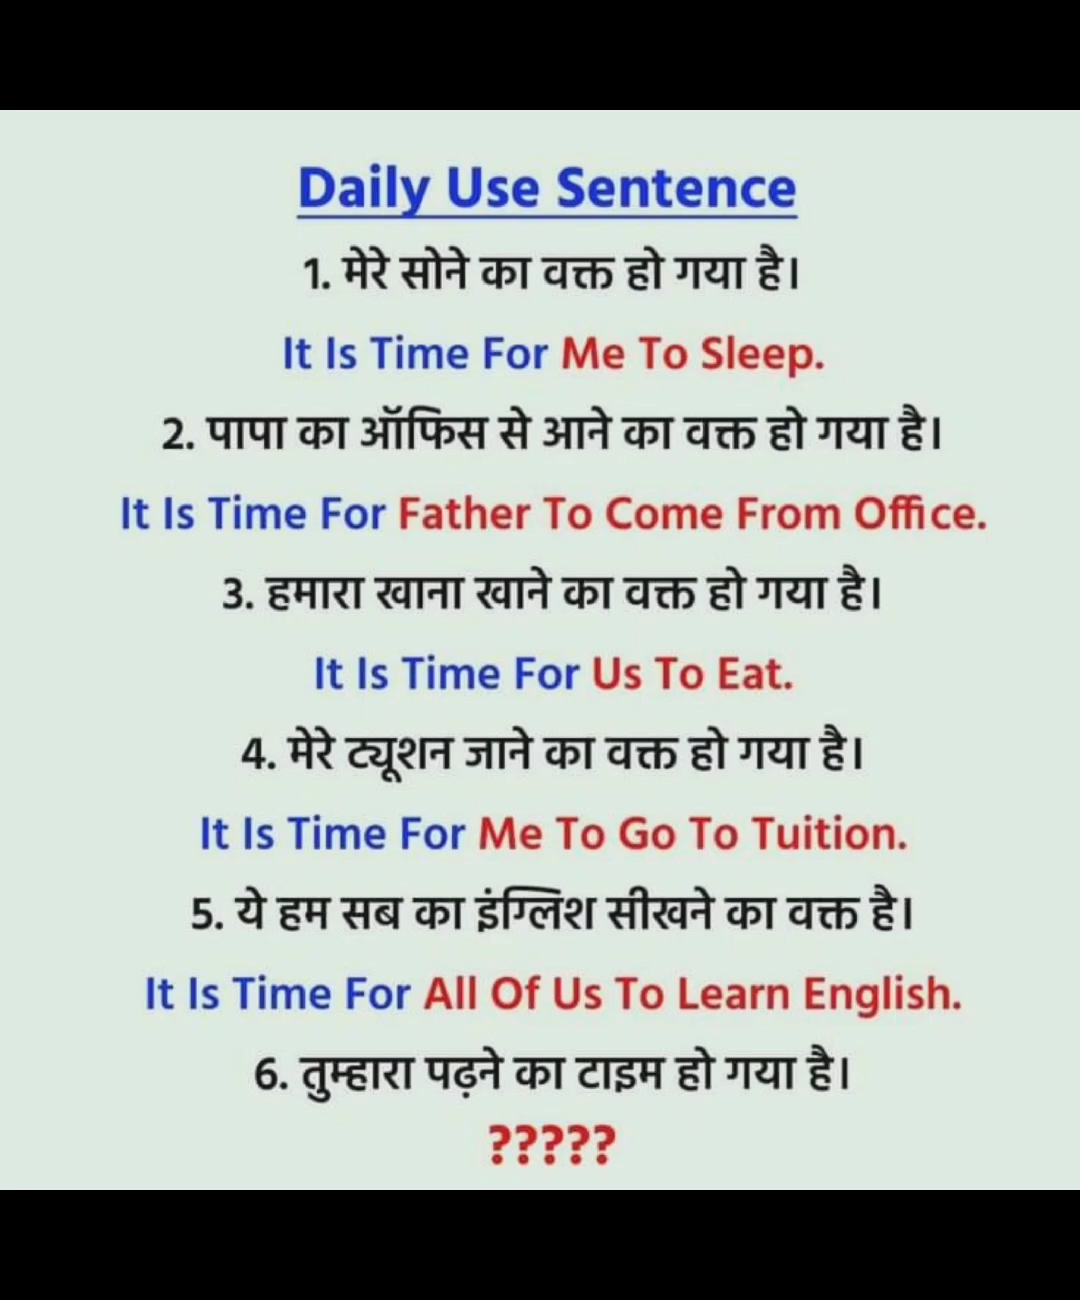 Daily Use Sentence
1. मेरे सोने का वक्त हो गया है।
It Is Time For Me To Sleep.
2. पापा का ऑफिस से आने का वक्त हो गया है।
It Is Time For Father To Come From Office.
3. हमारा खाना खाने का वक्त हो गया है।
It Is Time For Us To Eat.
4. मेरे ट्यूशन जाने का वक्त हो गया है।
It Is Time For Me To Go To Tuition.
5. ये हम सब का इंग्लिश सीखने का वक्त है।
It Is Time For All Of Us To Learn English.
6. तुम्हारा पढ़ने का टाइम हो गया है।
?????